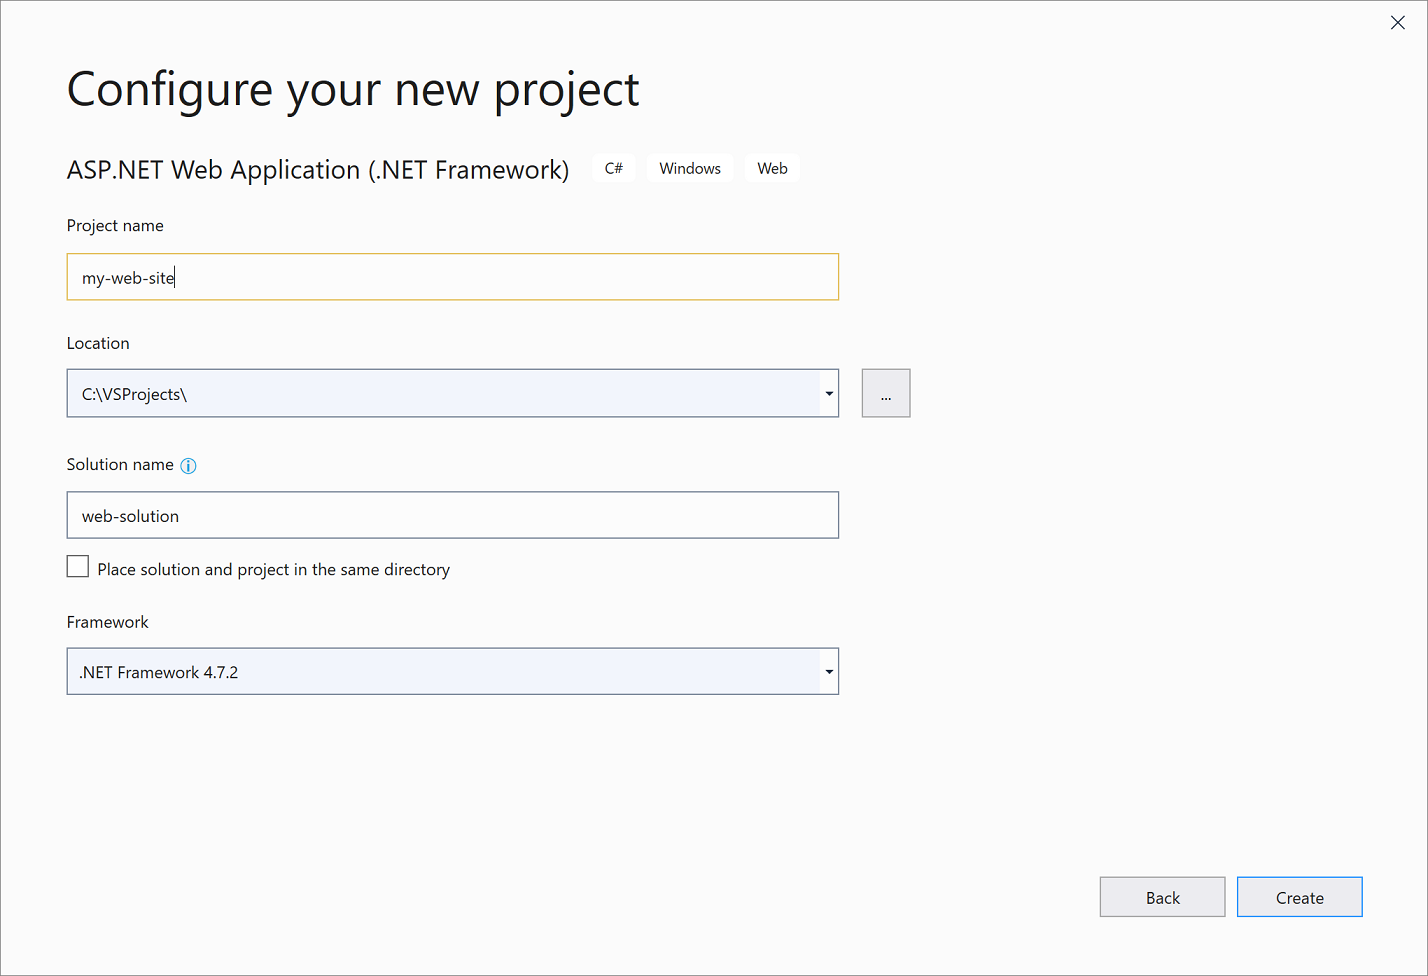 Configure your new project
ASP.NET Web Application (.NET Framework) C# Windows Web
Project name
my-web-site
Location
C:\VSProjects\
...
Solution name
web-solution
Place solution and project in the same directory
Framework
.NET Framework 4.7.2
Back Create